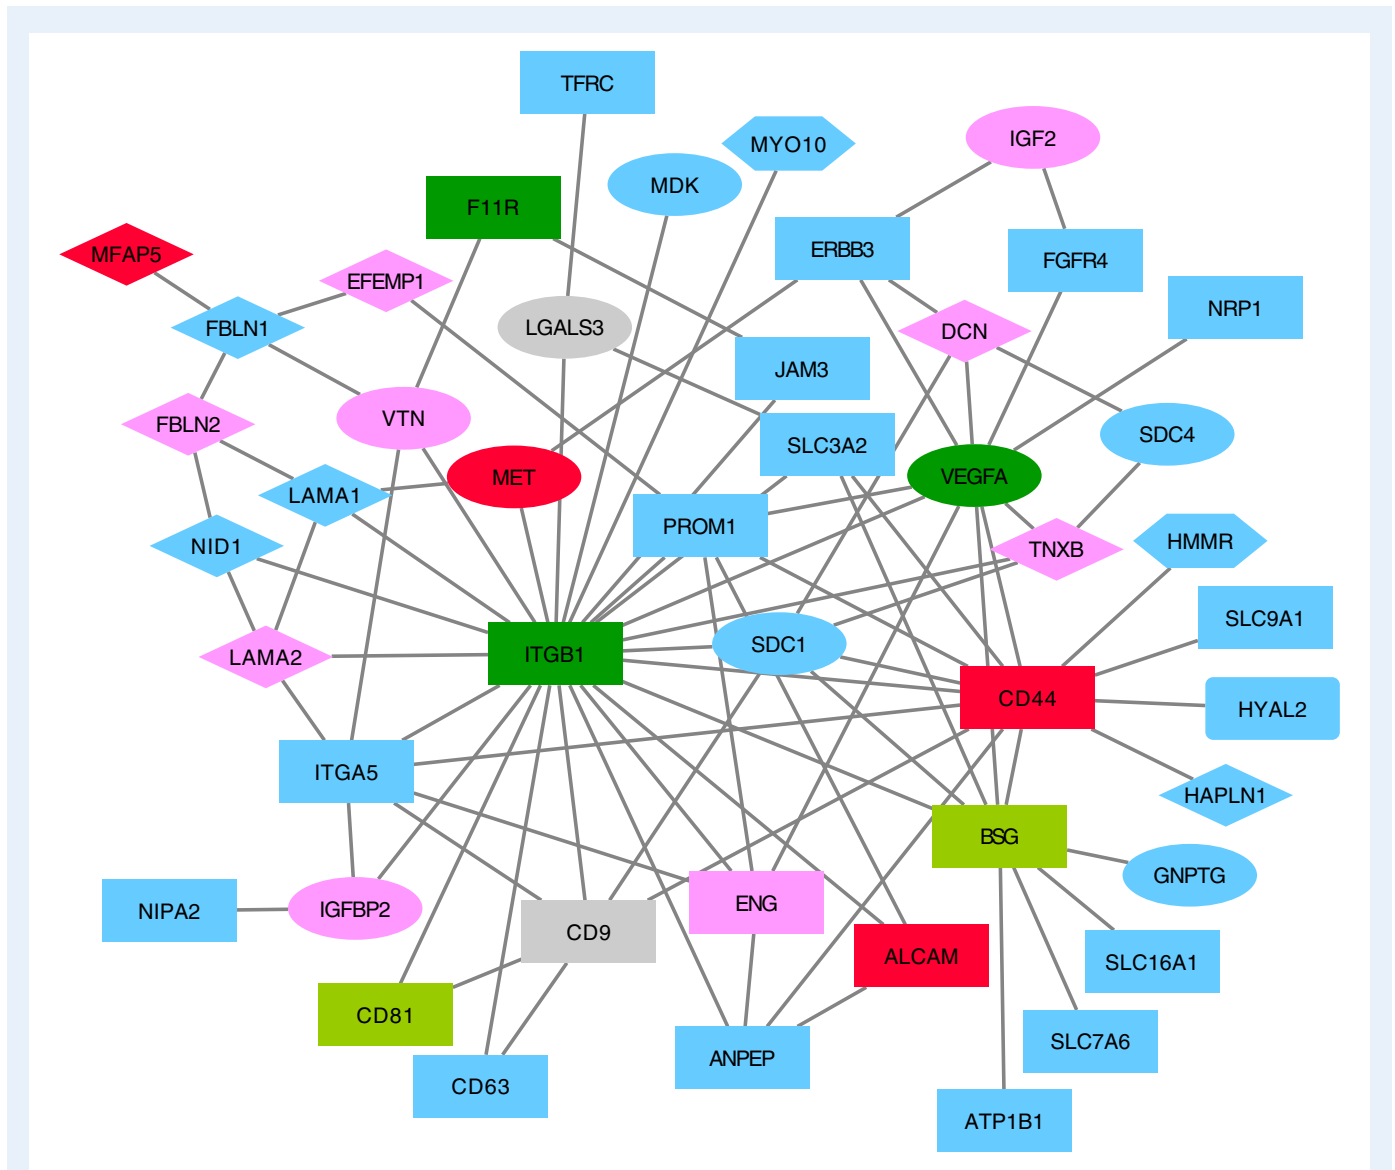 TFRC
IGF2
MYO10
MDK
F11R
ERBB3
MFAP5
FGFR4
EFEMP1
NRP1
FBLN1
LGALS3
DCN
JAM3
VTN
FBLN2
SDC4
SLC3A2
MET
VEGFA
LAMA1
PROM1
HMMR
NID1
TNXB
SLC9A1
SDC1
ITGB1
LAMA2
CD44
HYAL2
ITGA5
HAPLN1
BSG
GNPTG
ENG
NIPA2
IGFBP2
CD9
ALCAM
SLC16A1
CD81
SLC7A6
ANPEP
CD63
ATP1B1